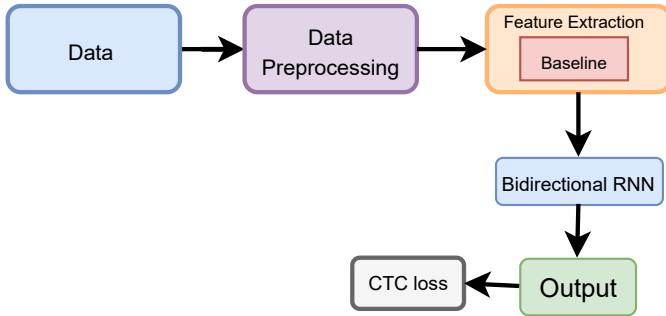 Data
Data
Preprocessing
Feature Extraction
Baseline
Bidirectional RNN
CTC loss
Output